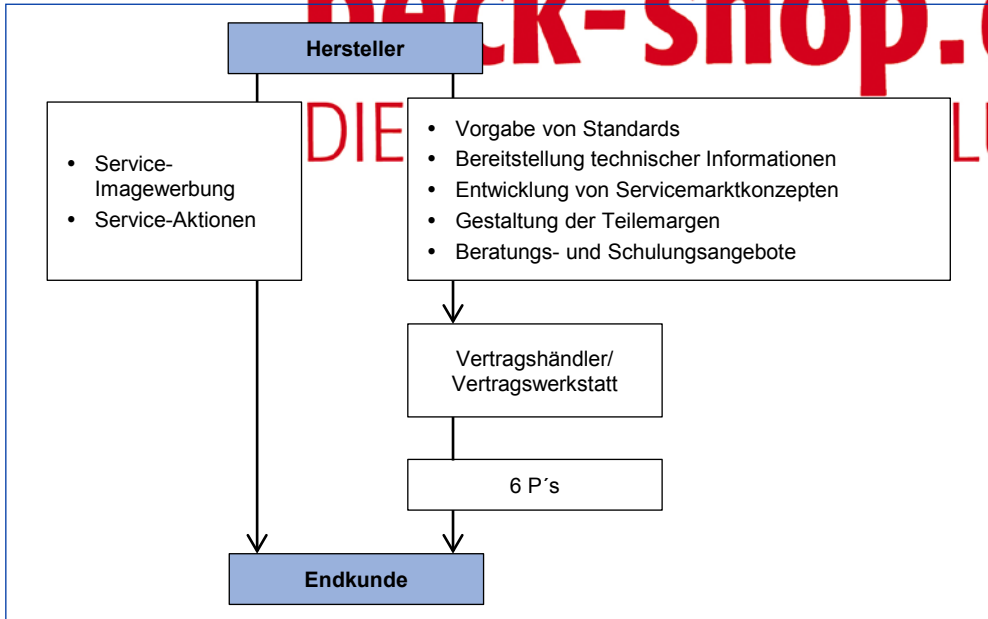 Hersteller
DIE
• Service-
Imagewerbung
• Service-Aktionen
• Vorgabe von Standards
• Bereitstellung technischer Informationen
• Entwicklung von Servicemarktkonzepten
• Gestaltung der Teilemargen
• Beratungs- und Schulungsangebote
Vertragshändler/
Vertragswerkstatt
6 P´s
Endkunde